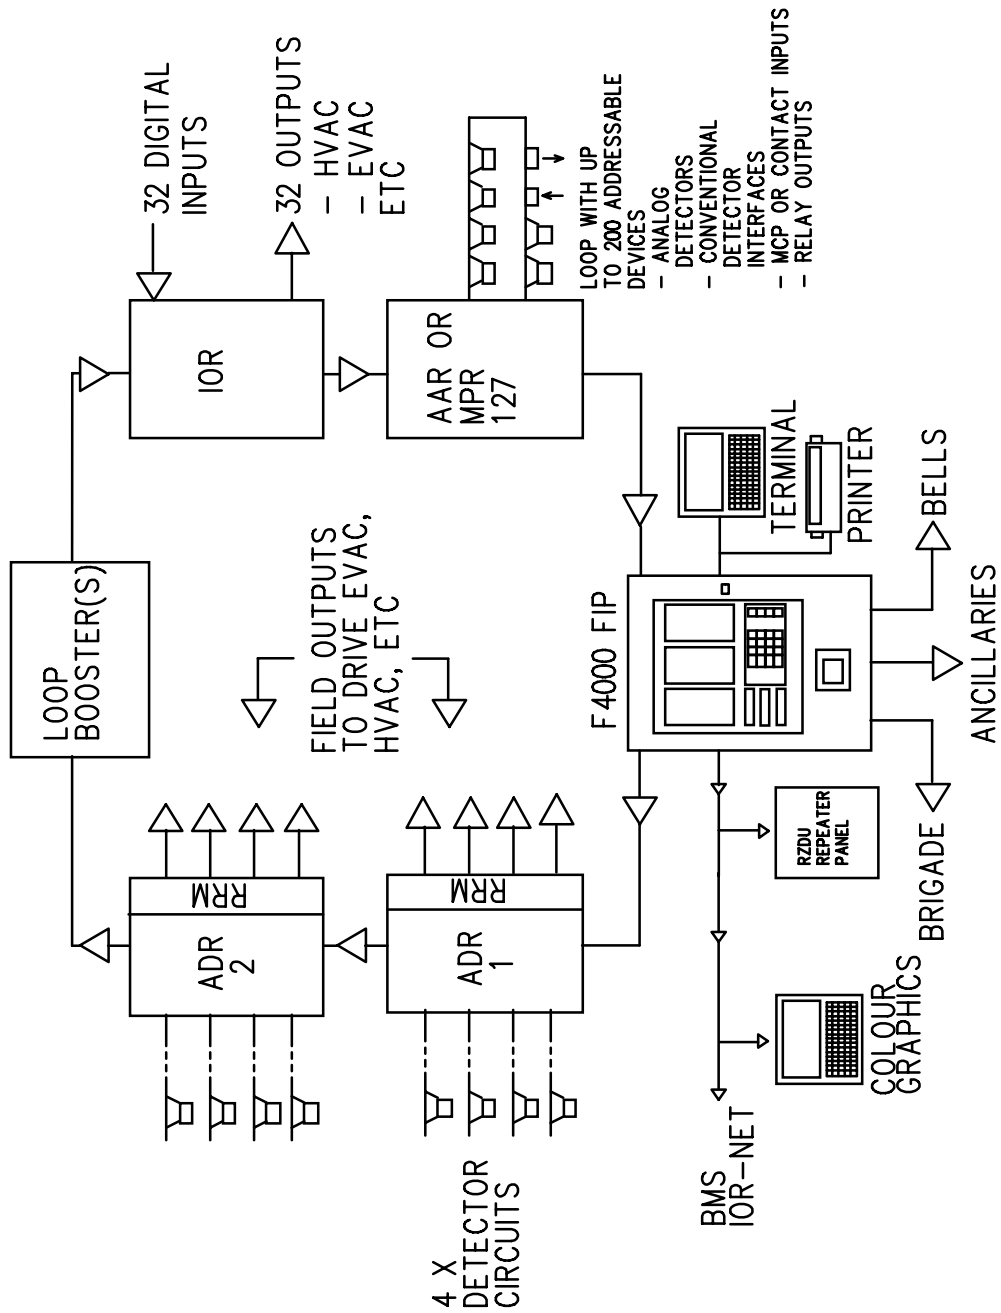 4 X
DETECTOR
CIRCUITS
ADR
2
RRM
ADR
1
RRM
LOOP
BOOSTER(S)
FIELD OUTPUTS
TO DRIVE EVAC,
HVAC, ETC
IOR
32 DIGITAL
INPUTS
32 OUTPUTS
- HVAC
- EVAC
ETC
AAR OR
MPR
127
LOOP WITH UP
TO 200 ADDRESSABLE
DEVICES
- ANALOG
DETECTORS
- CONVENTIONAL
DETECTOR
INTERFACES
- MCP OR CONTACT INPUTS
- RELAY OUTPUTS
F4000 FIP
TERMINAL
PRINTER
BMS
IOR-NET
COLOUR
GRAPHICS
RZDU
REPEATER
PANEL
BRIGADE
ANCILLARIES
BELLS